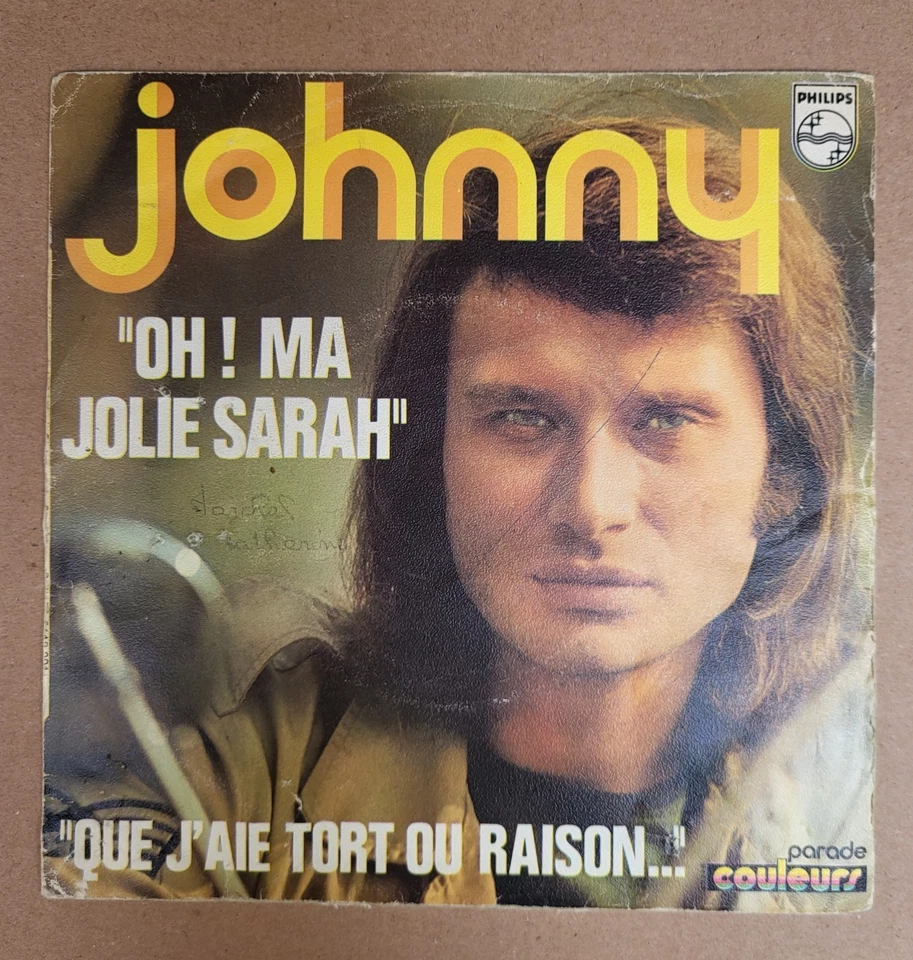 johnny
PHILIPS
"OH ! MA
JOLIE SARAH"
"QUE J'AIE TORT OU RAISON..."
parade
couleurs